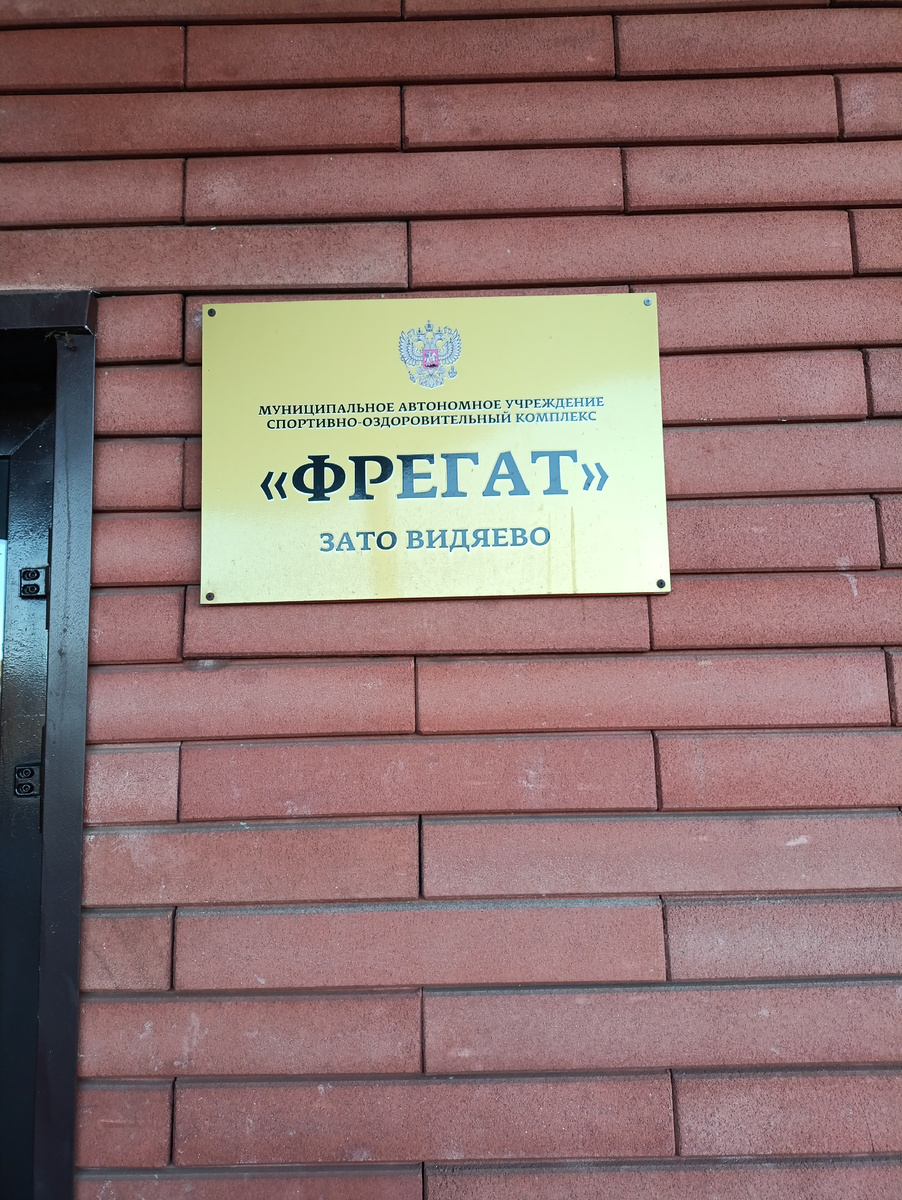 МУНИЦИПАЛЬНОЕ АВТОНОМНОЕ УЧРЕЖДЕНИЕ
СПОРТИВНО-ОЗДОРОВИТЕЛЬНЫЙ КОМПЛЕКС
«ФРЕГАТ»
ЗАТО ВИДЯЕВО